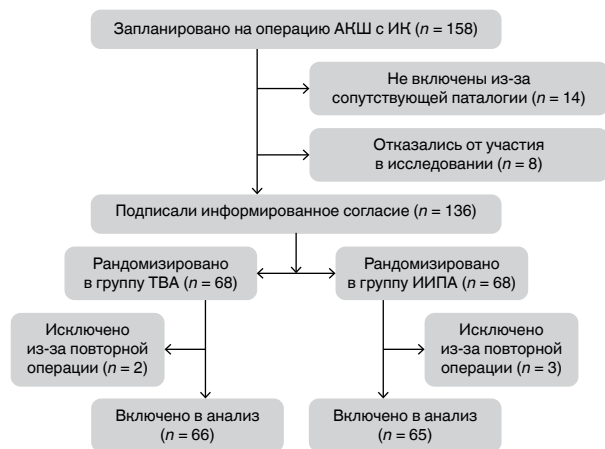 Запланировано на операцию АКШ с ИК (n = 158)
Не включены из-за
сопутствующей паталогии (n = 14)
Отказались от участия
в исследовании (n = 8)
Подписали информированное согласие (n = 136)
Рандомизировано
в группу ТВА (n = 68)
Рандомизировано
в группу ИИПА (n = 68)
Исключено
из-за повторной
операции (n = 2)
Исключено
из-за повторной
операции (n = 3)
Включено в анализ
(n = 66)
Включено в анализ
(n = 65)